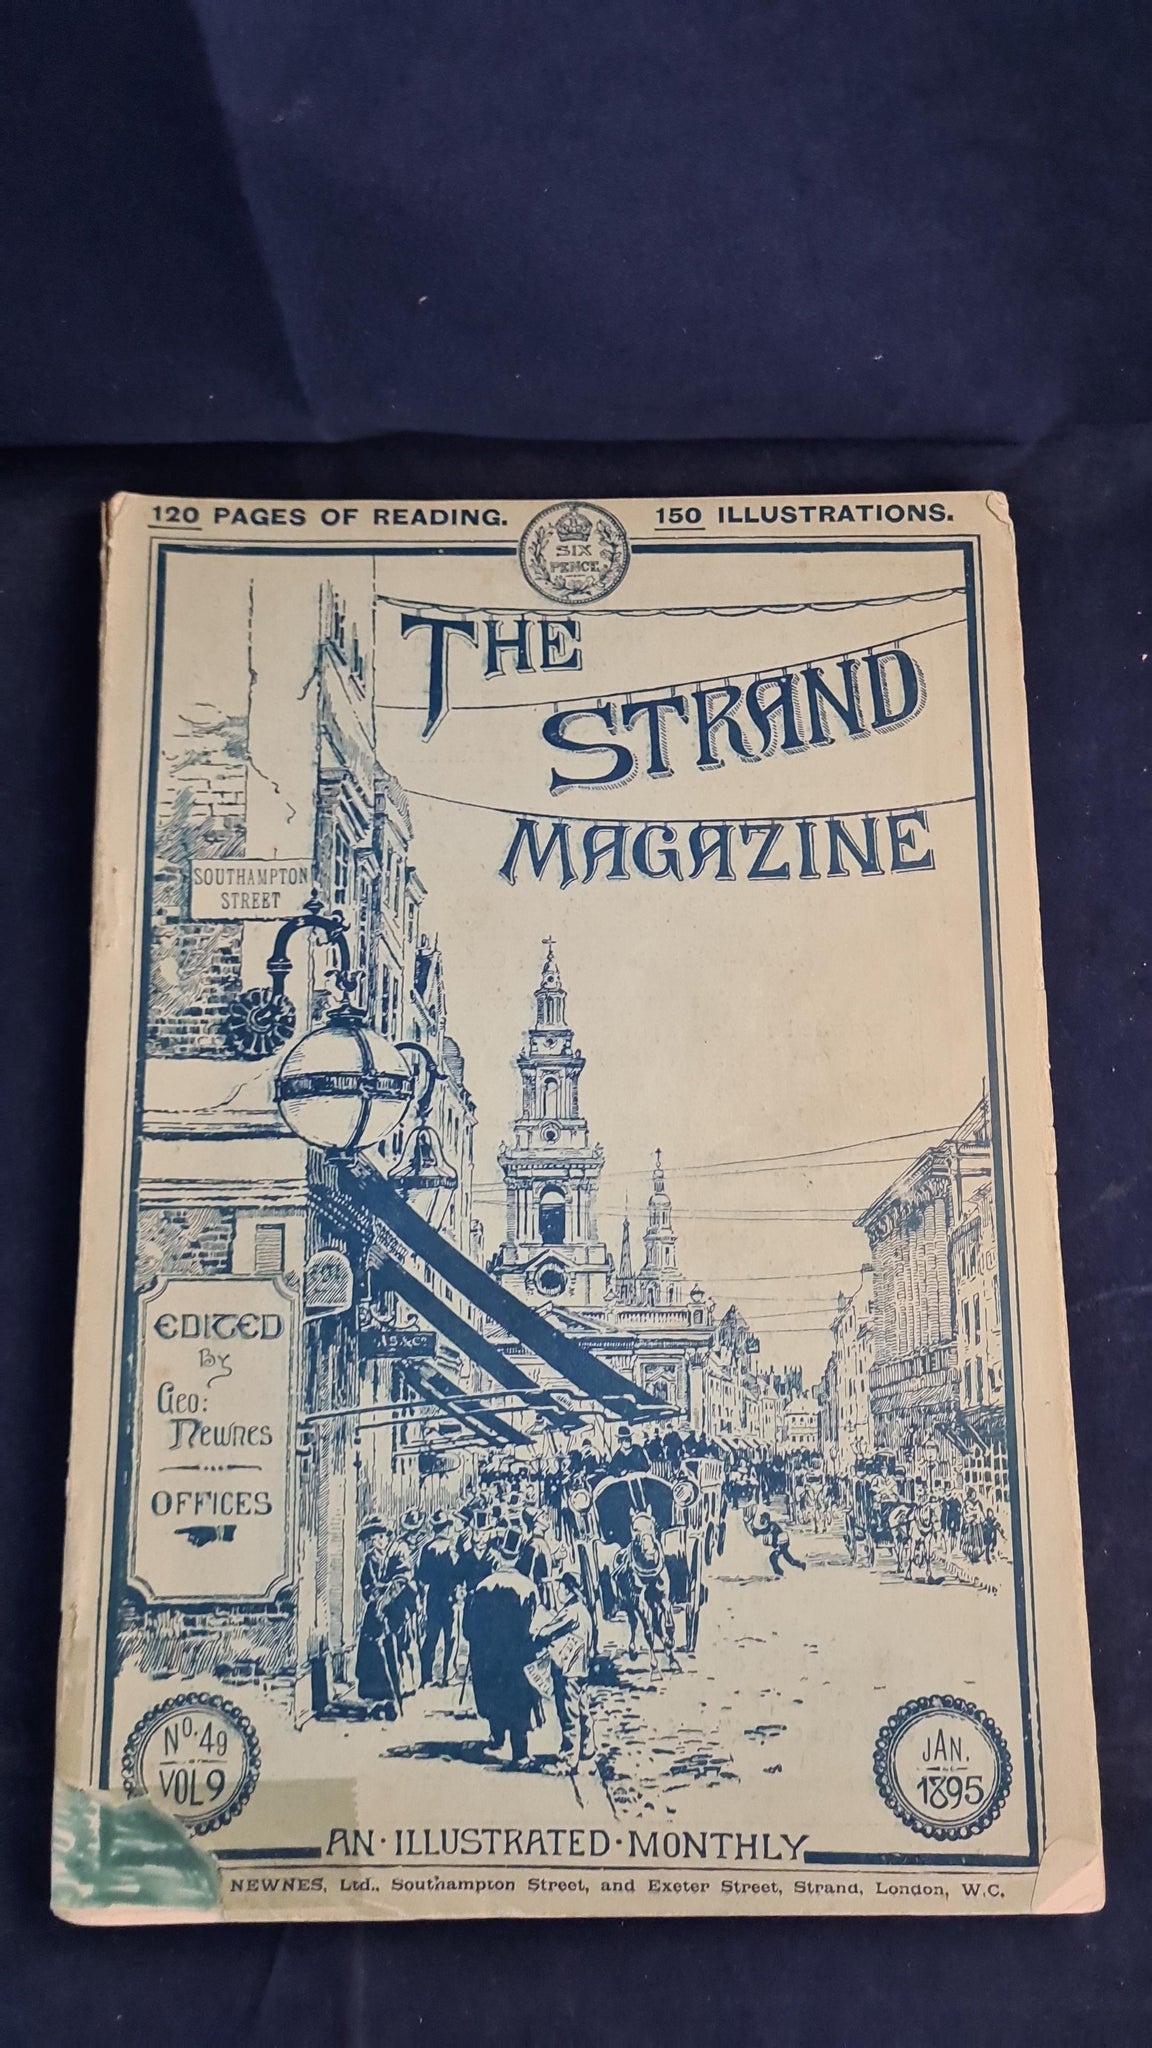 120 PAGES OF READING.
SIX
PENCE.
150 ILLUSTRATIONS.
THE
STRAND
MAGAZINE
SOUTHAMPTON
STREET
EDITED
By
Geo:
Newnes
OFFICES
No. 49
VOL 9
JAN.
1895
AN · ILLUSTRATED · MONTHLY
NEWNES, Ltd., Southampton Street, and Exeter Street, Strand, London, W.C.